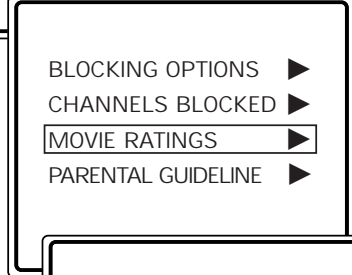 BLOCKING OPTIONS ▶
CHANNELS BLOCKED ▶
MOVIE RATINGS ▶
PARENTAL GUIDELINE ▶